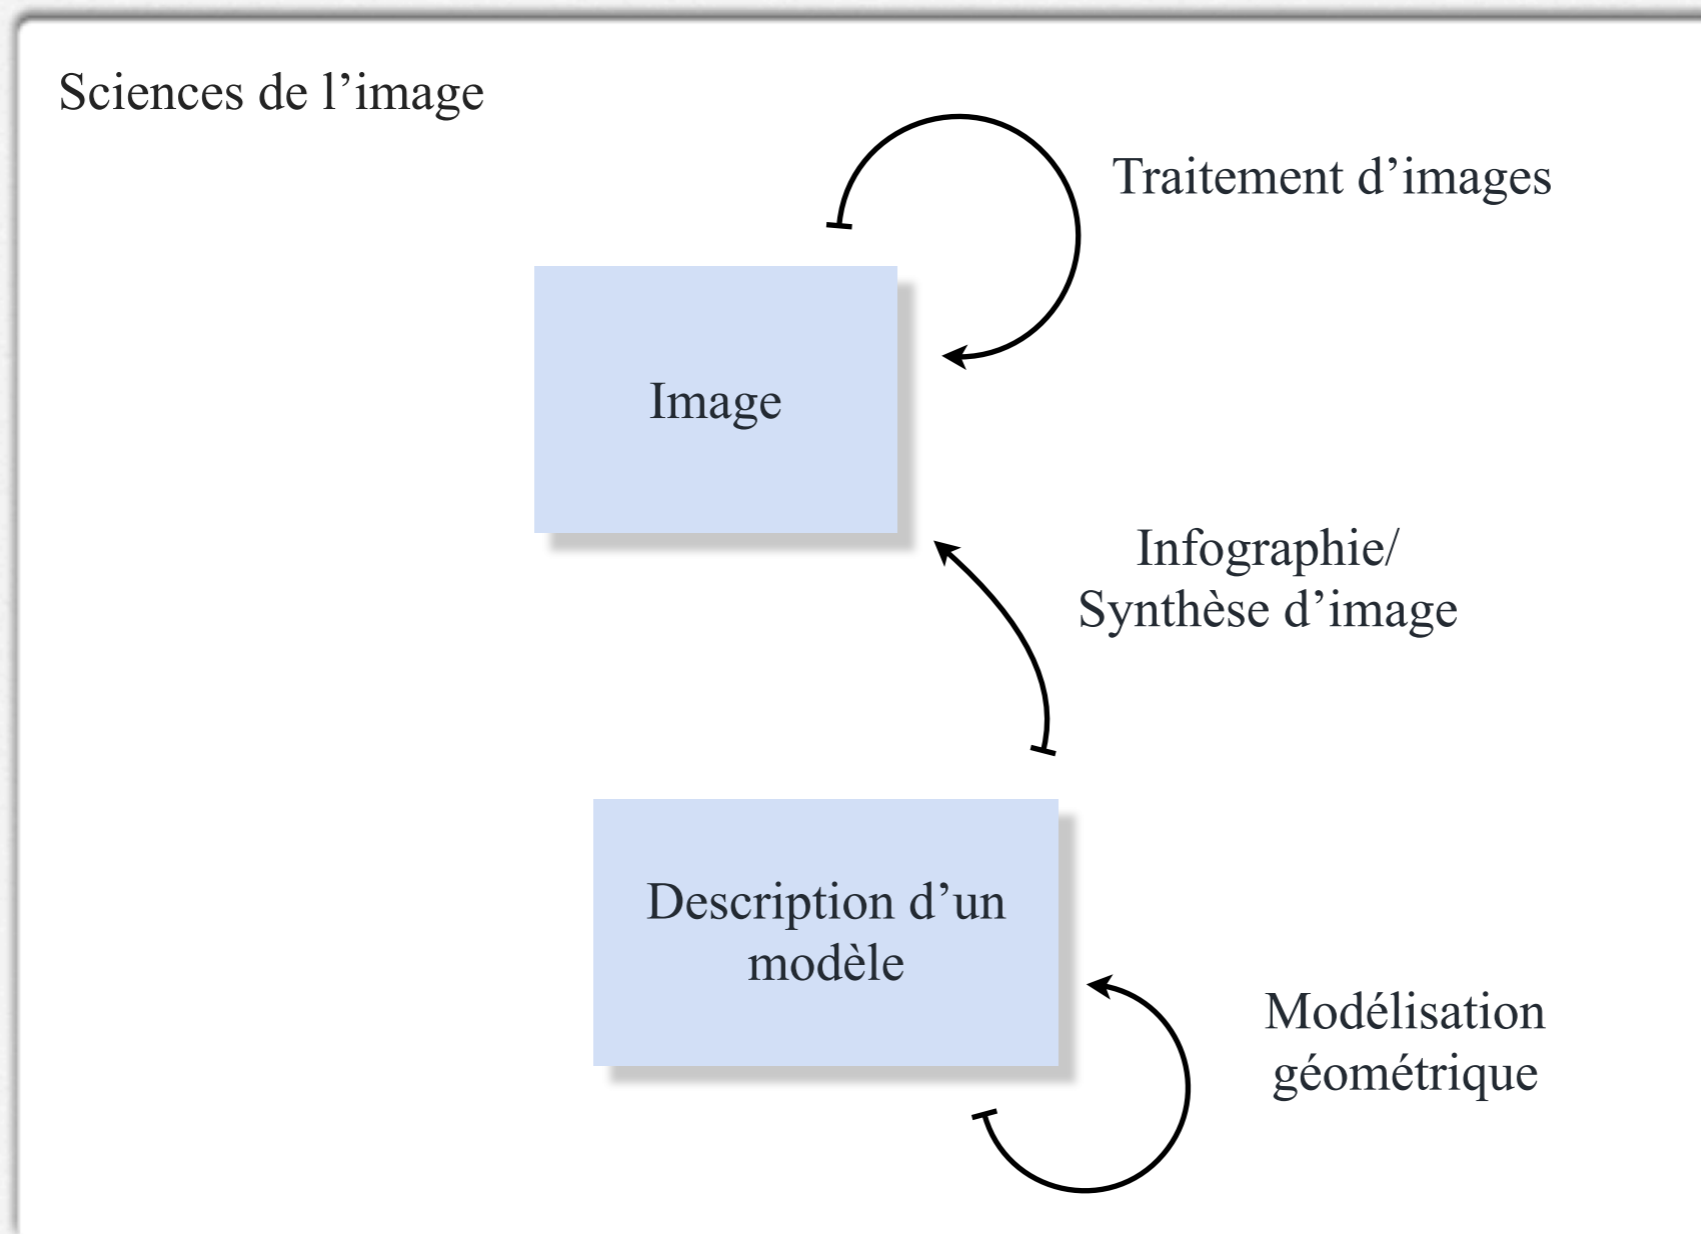 Sciences de l’image
Traitement d’images
Image
Infographie/
Synthèse d’image
Description d’un
modèle
Modélisation
géométrique